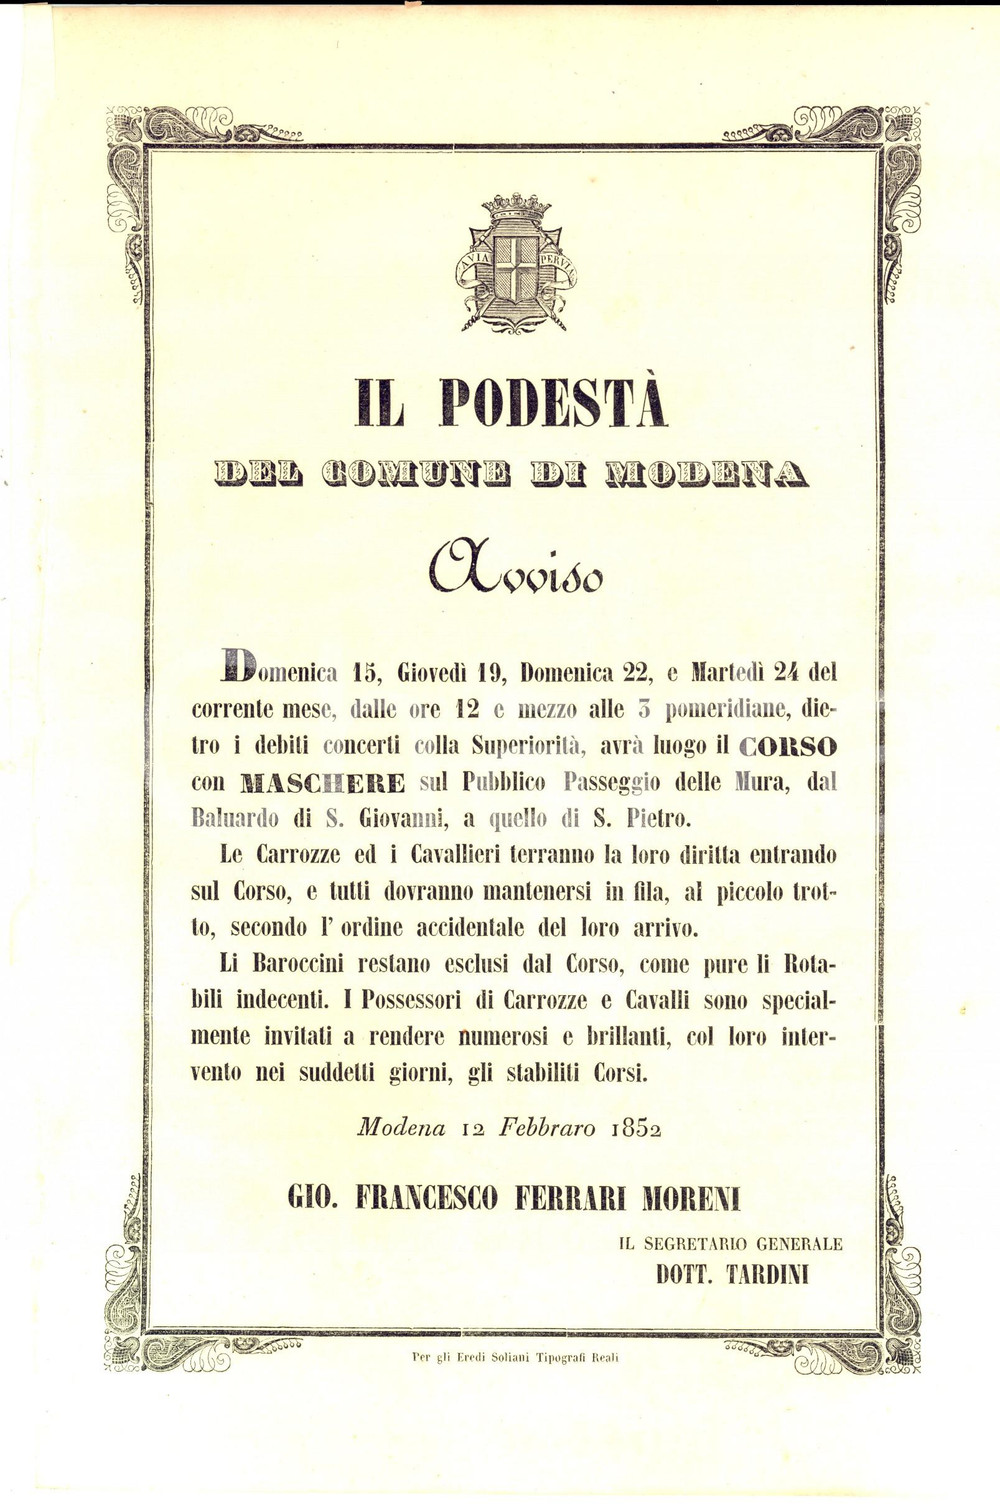 AVIA PERVIA
IL PODESTÀ
DEL COMUNE DI MODENA
Avviso
Domenica 15, Giovedì 19, Domenica 22, e Martedì 24 del
corrente mese, dalle ore 12 e mezzo alle 3 pomeridiane, die-
tro i debiti concerti colla Superiorità, avrà luogo il CORSO
con MASCHERE sul Pubblico Passeggio delle Mura, dal
Baluardo di S. Giovanni, a quello di S. Pietro.
Le Carrozze ed i Cavallieri terranno la loro diritta entrando
sul Corso, e tutti dovranno mantenersi in fila, al piccolo trot-
to, secondo l' ordine accidentale del loro arrivo.
Li Baroccini restano esclusi dal Corso, come pure li Rota-
bili indecenti. I Possessori di Carrozze e Cavalli sono special-
mente invitati a rendere numerosi e brillanti, col loro inter-
vento nei suddetti giorni, gli stabiliti Corsi.
Modena 12 Febbraro 1852
GIO. FRANCESCO FERRARI MORENI
IL SEGRETARIO GENERALE
DOTT. TARDINI
Per gli Eredi Soliani Tipografi Reali